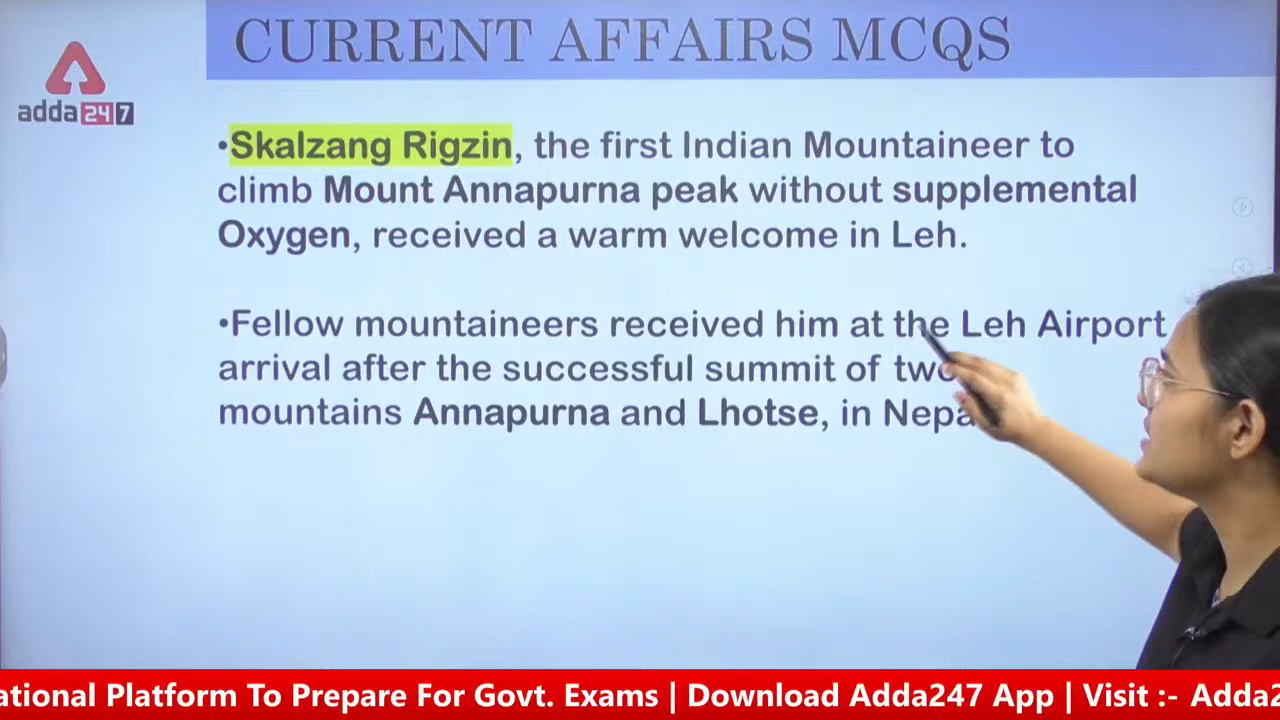 CURRENT AFFAIRS MCQS
adda247
•Skalzang Rigzin, the first Indian Mountaineer to
climb Mount Annapurna peak without supplemental
Oxygen, received a warm welcome in Leh.
•Fellow mountaineers received him at the Leh Airport
arrival after the successful summit of two
mountains Annapurna and Lhotse, in Nepa
ational Platform To Prepare For Govt. Exams | Download Adda247 App | Visit :- Adda2